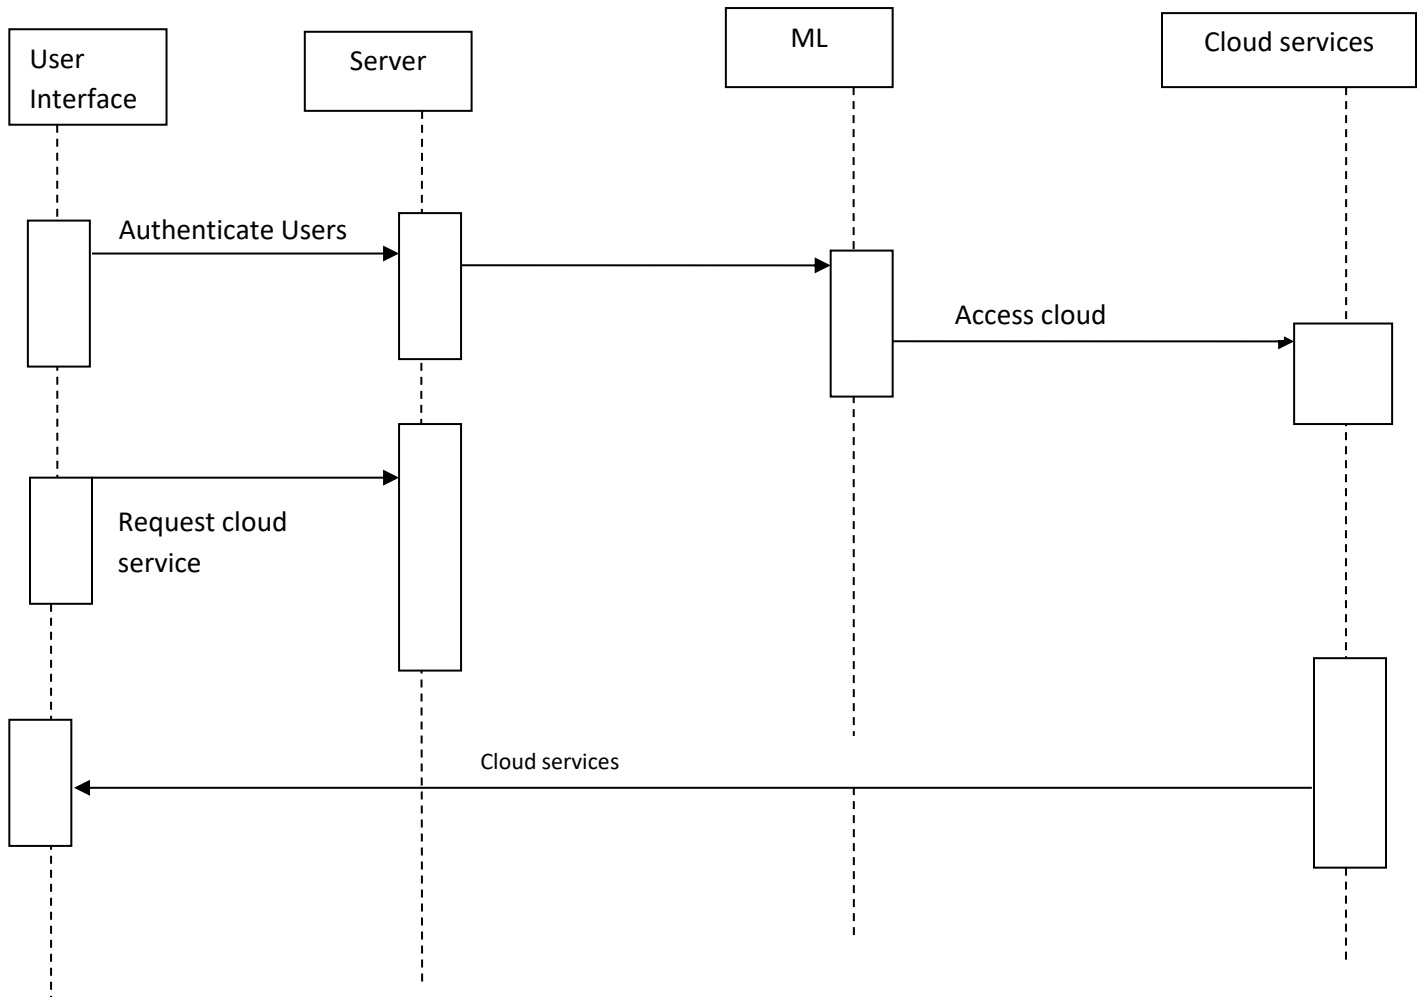 User
Interface
Server
ML
Cloud services
Authenticate Users
Access cloud
Request cloud
service
Cloud services